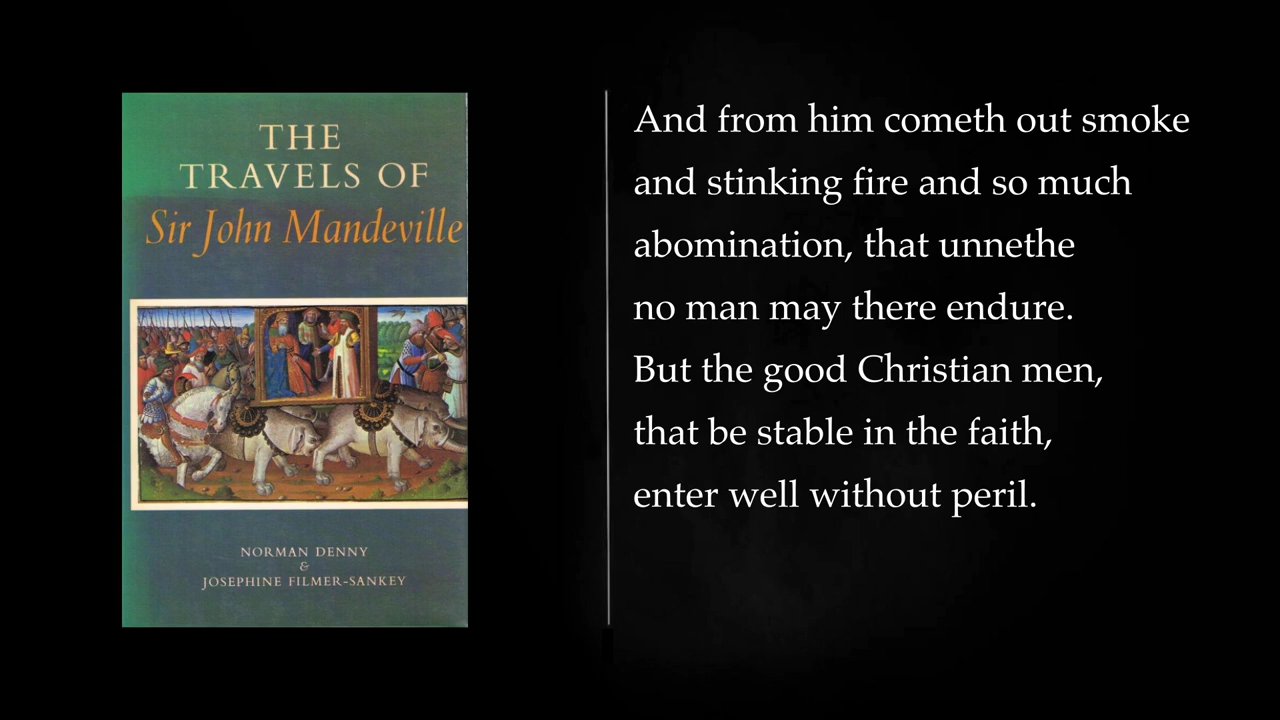 THE
TRAVELS OF
Sir John Mandeville
NORMAN DENNY
&
JOSEPHINE FILMER-SANKEY
And from him cometh out smoke
and stinking fire and so much
abomination, that unnethe
no man may there endure.
But the good Christian men,
that be stable in the faith,
enter well without peril.